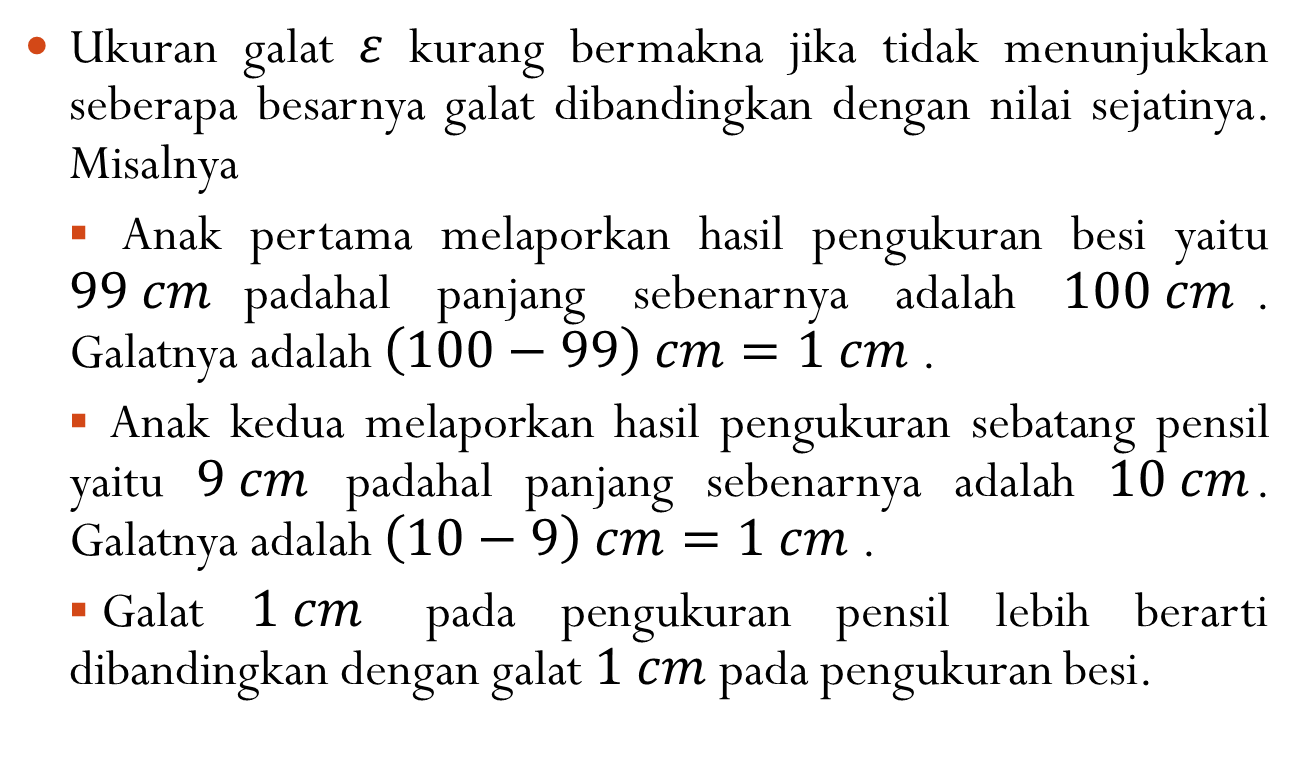 • Ukuran galat ε kurang bermakna jika tidak menunjukkan
seberapa besarnya galat dibandingkan dengan nilai sejatinya.
Misalnya
▪ Anak pertama melaporkan hasil pengukuran besi yaitu
99 cm padahal panjang sebenarnya adalah 100 cm .
Galatnya adalah (100 − 99) cm = 1 cm .
▪ Anak kedua melaporkan hasil pengukuran sebatang pensil
yaitu 9 cm padahal panjang sebenarnya adalah 10 cm.
Galatnya adalah (10 − 9) cm = 1 cm .
▪ Galat 1 cm pada pengukuran pensil lebih berarti
dibandingkan dengan galat 1 cm pada pengukuran besi.